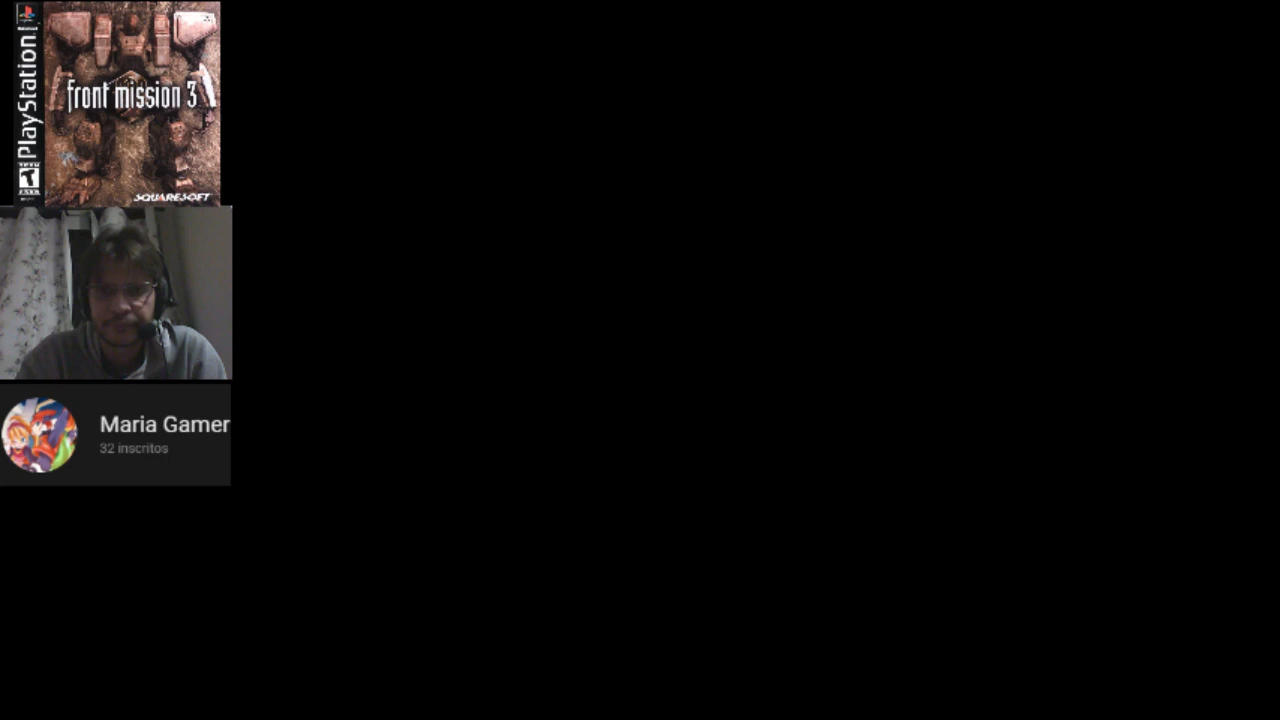 PlayStation
front mission 3
T
SQUARESOFT
Maria Gamer
32 inscritos